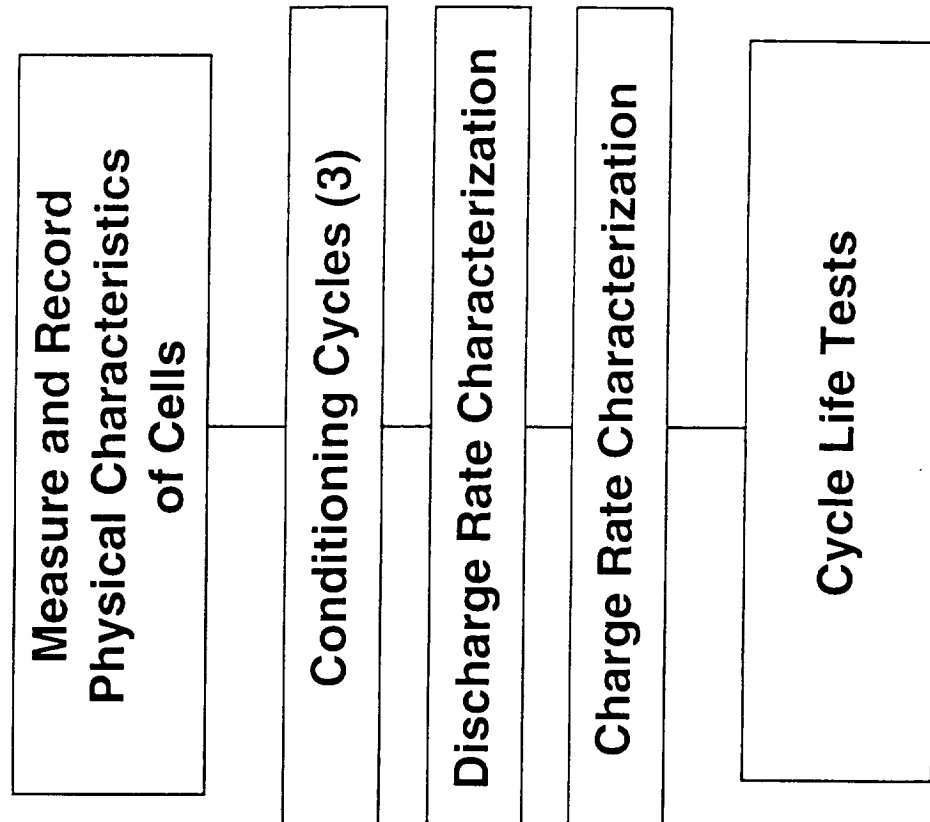 Measure and Record
Physical Characteristics
of Cells
Conditioning Cycles (3)
Discharge Rate Characterization
Charge Rate Characterization
Cycle Life Tests